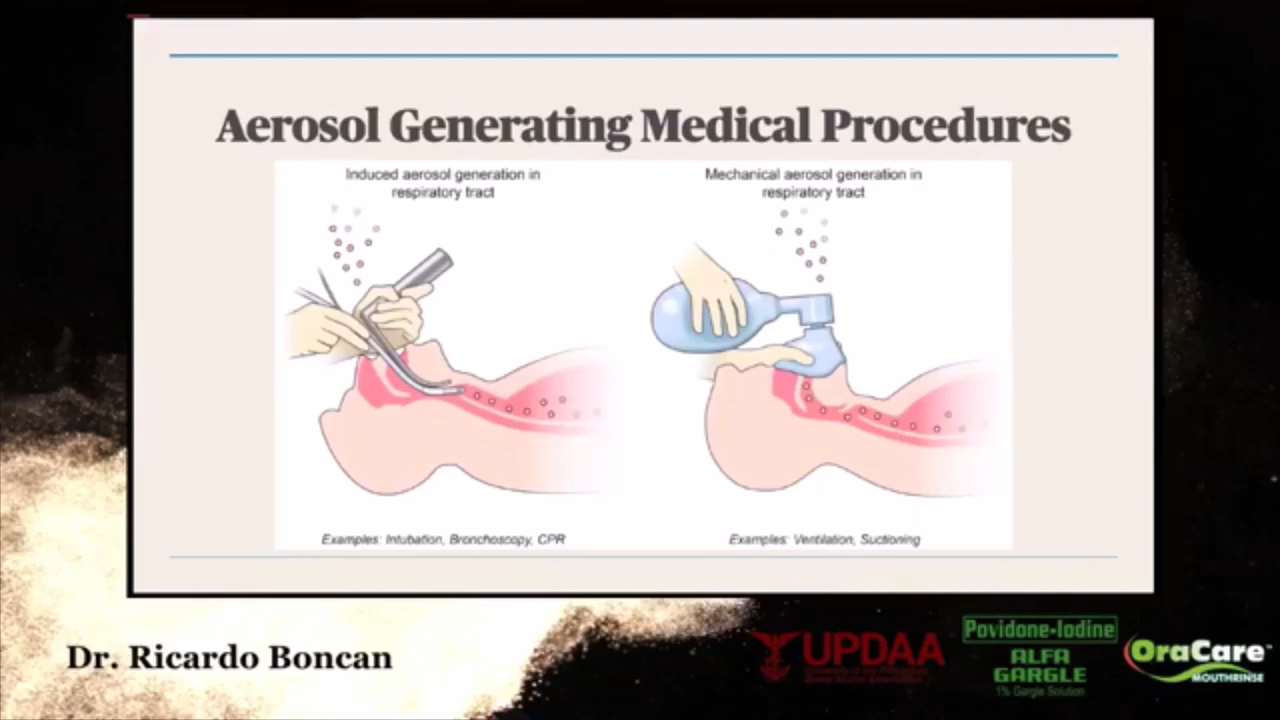 Aerosol Generating Medical Procedures
Induced aerosol generation in
respiratory tract
Mechanical aerosol generation in
respiratory tract
Examples: Intubation, Bronchoscopy, CPR
Examples: Ventilation, Suctioning
Dr. Ricardo Boncan
UPDAA
Povidone-Iodine
ALFA
GARGLE
1% Gargle Solution
OraCare™
MOUTHRINSE